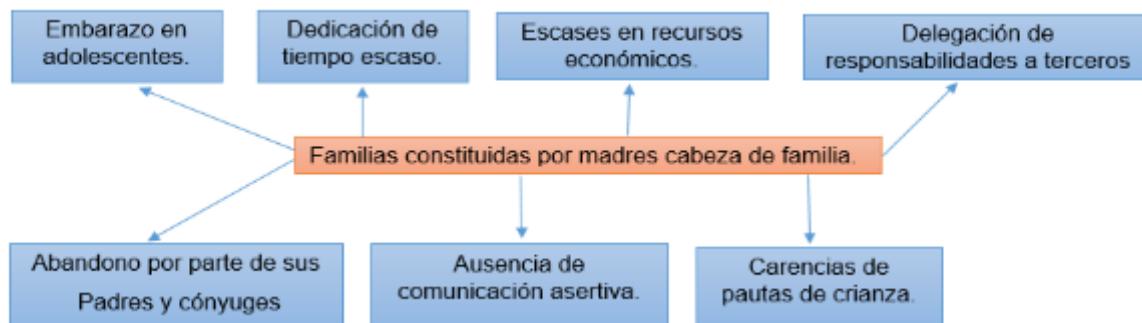 Embarazo en
adolescentes.
Dedicación de
tiempo escaso.
Escases en recursos
económicos.
Delegación de
responsabilidades a terceros
Familias constituidas por madres cabeza de familia.
Abandono por parte de sus
Padres y cónyuges
Ausencia de
comunicación asertiva.
Carencias de
pautas de crianza.